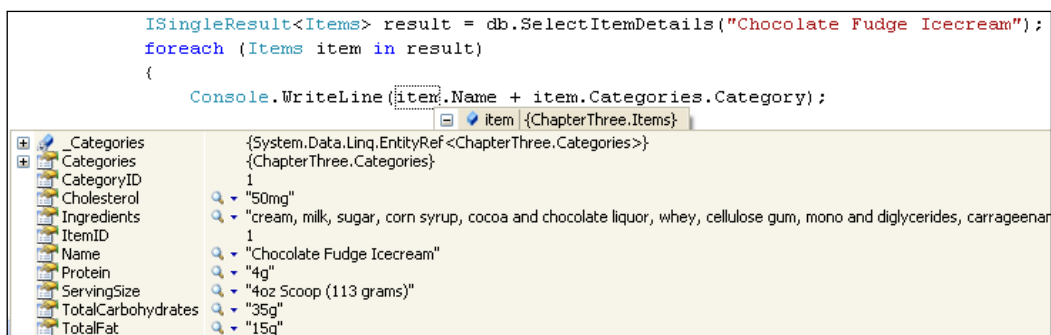 ISingleResult<Items> result = db.SelectItemDetails("Chocolate Fudge Icecream");
foreach (Items item in result)
{
Console.WriteLine(item.Name + item.Categories.Category);
item {ChapterThree.Items}
_Categories {System.Data.Linq.EntityRef<ChapterThree.Categories>}
Categories {ChapterThree.Categories}
CategoryID 1
Cholesterol "50mg"
Ingredients "cream, milk, sugar, corn syrup, cocoa and chocolate liquor, whey, cellulose gum, mono and diglycerides, carrageenan
ItemID 1
Name "Chocolate Fudge Icecream"
Protein "4g"
ServingSize "4oz Scoop (113 grams)"
TotalCarbohydrates "35g"
TotalFat "15g"